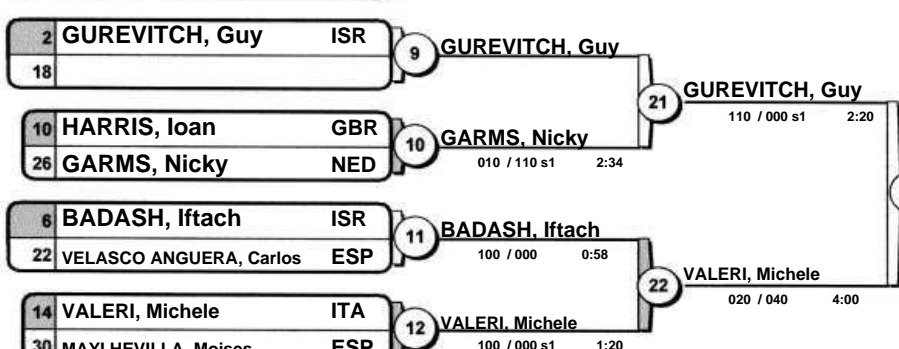 2 GUREVITCH, Guy ISR
18
9
GUREVITCH, Guy
10 HARRIS, Ioan GBR
26 GARMS, Nicky NED
10
GARMS, Nicky
010 / 110 s1 2:34
21
GUREVITCH, Guy
110 / 000 s1 2:20
6 BADASH, Iftach ISR
22 VELASCO ANGUERA, Carlos ESP
11
BADASH, Iftach
100 / 000 0:58
14 VALERI, Michele ITA
30 MAYLHEVILLA, Moises ESP
12
VALERI, Michele
100 / 000 s1 1:20
22
VALERI, Michele
020 / 040 4:00